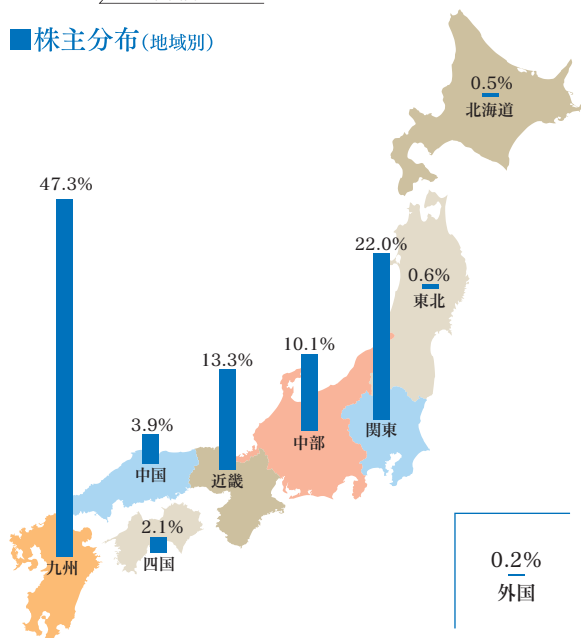 ■株主分布(地域別)
0.5%
北海道
47.3%
22.0%
0.6%
東北
10.1%
13.3%
3.9%
中部
関東
中国
近畿
2.1%
四国
九州
0.2%
外国